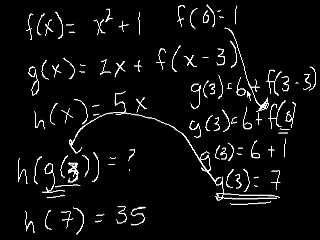 f(x) = x² + 1
g(x) = 2x + f(x-3)
h(x) = 5x
h(g(3)) = ?
h(7) = 35
f(0) = 1
g(3) = 6 + f(3-3)
g(3) = 6 + f(0)
g(3) = 6 + 1
g(3) = 7